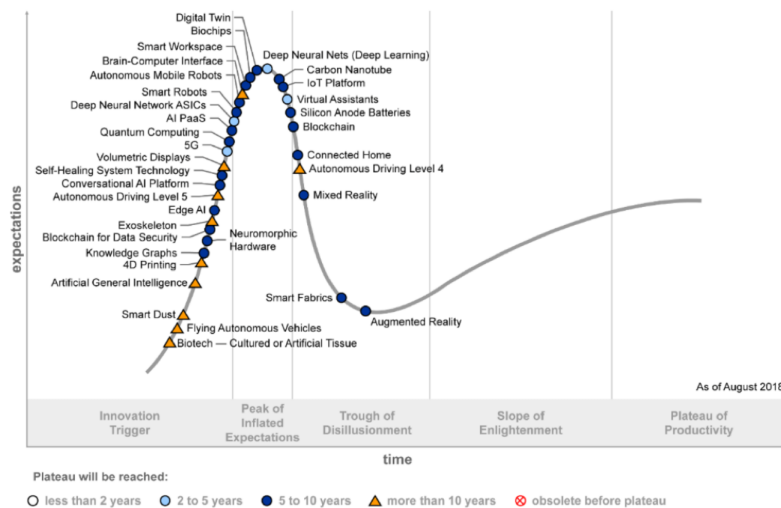 Digital Twin
Biochips
Smart Workspace
Brain-Computer Interface
Autonomous Mobile Robots
Smart Robots
Deep Neural Network ASICs
AI PaaS
Quantum Computing
5G
Volumetric Displays
Self-Healing System Technology
Conversational AI Platform
Autonomous Driving Level 5
Edge AI
Exoskeleton
Blockchain for Data Security
Neuromorphic
Hardware
Knowledge Graphs
4D Printing
Artificial General Intelligence
Smart Dust
Flying Autonomous Vehicles
Biotech — Cultured or Artificial Tissue
Deep Neural Nets (Deep Learning)
Carbon Nanotube
IoT Platform
Virtual Assistants
Silicon Anode Batteries
Blockchain
Connected Home
Autonomous Driving Level 4
Mixed Reality
Smart Fabrics
Augmented Reality
expectations
As of August 2018
Innovation
Trigger
Peak of
Inflated
Expectations
Trough of
Disillusionment
Slope of
Enlightenment
Plateau of
Productivity
time
Plateau will be reached:
less than 2 years
2 to 5 years
5 to 10 years
more than 10 years
obsolete before plateau